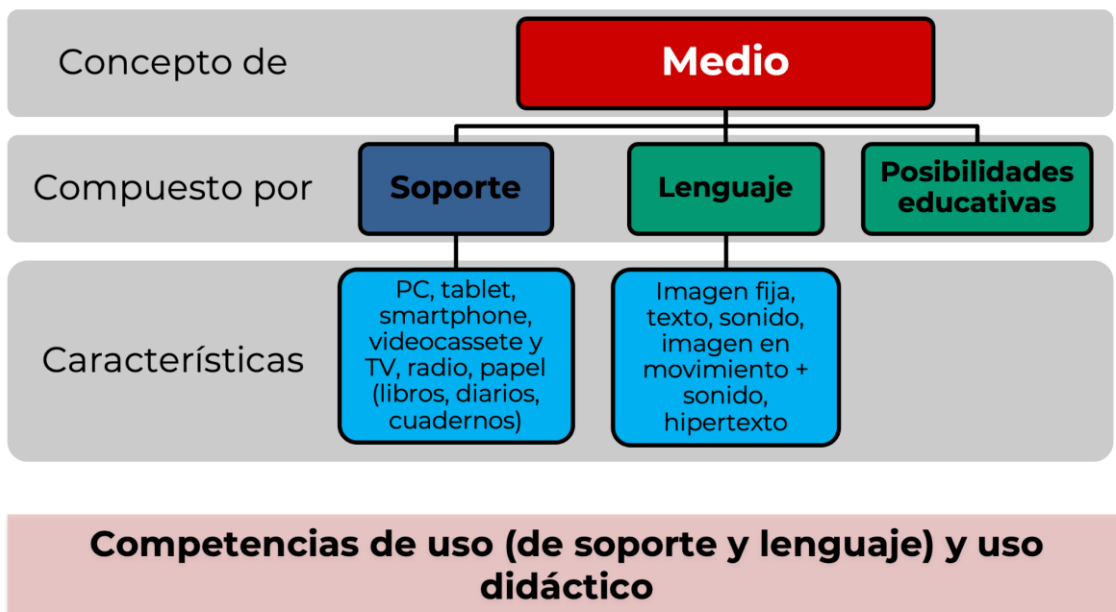 Concepto de
Medio
Compuesto por
Soporte
Lenguaje
Posibilidades
educativas
Características
PC, tablet,
smartphone,
videocassete y
TV, radio, papel
(libros, diarios,
cuadernos)
Imagen fija,
texto, sonido,
imagen en
movimiento +
sonido,
hipertexto
Competencias de uso (de soporte y lenguaje) y uso
didáctico